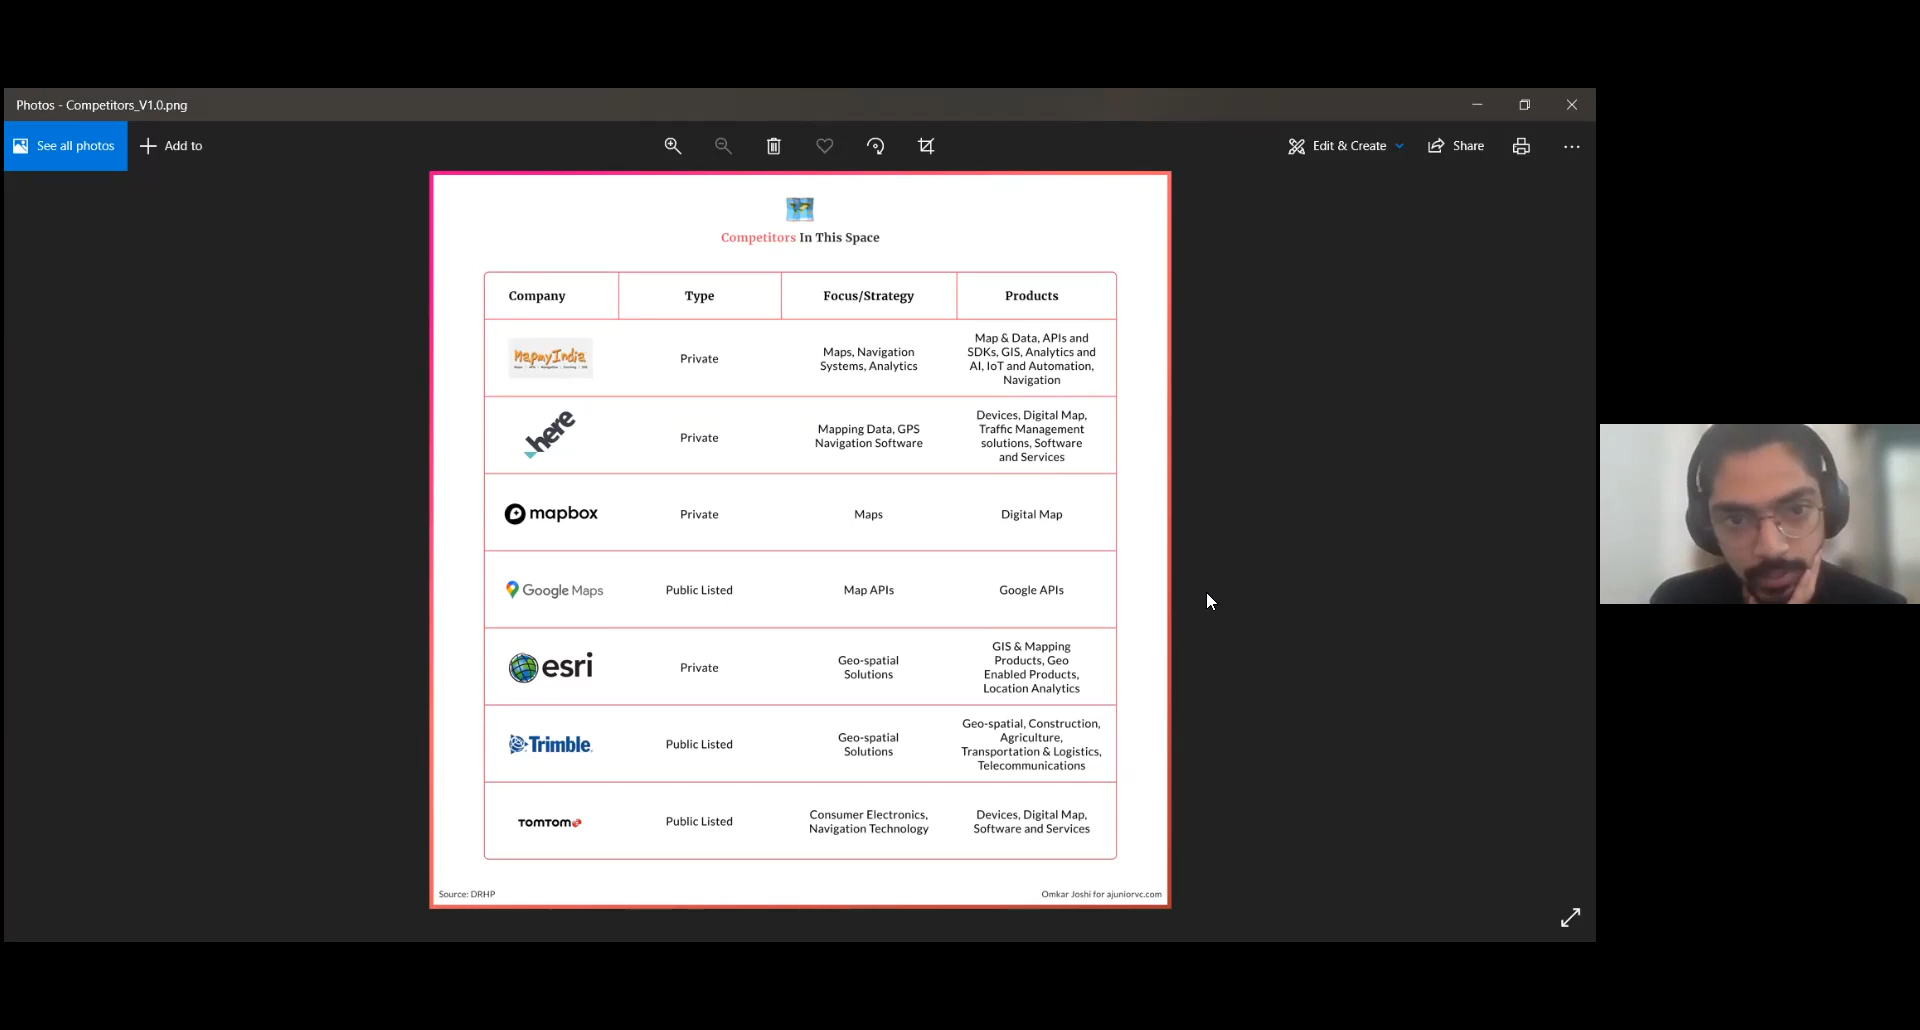 Photos - Competitors_V1.0.png
See all photos
Add to
Edit & Create
Share
Competitors In This Space
Company
Type
Focus/Strategy
Products
MapmyIndia
Private
Maps, Navigation
Systems, Analytics
Map & Data, APIs and
SDKs, GIS, Analytics and
AI, IoT and Automation,
Navigation
here
Private
Mapping Data, GPS
Navigation Software
Devices, Digital Map,
Traffic Management
solutions, Software
and Services
mapbox
Private
Maps
Digital Map
Google Maps
Public Listed
Map APIs
Google APIs
esri
Private
Geo-spatial
Solutions
GIS & Mapping
Products, Geo
Enabled Products,
Location Analytics
Trimble
Public Listed
Geo-spatial
Solutions
Geo-spatial, Construction,
Agriculture,
Transportation & Logistics,
Telecommunications
TOMTOM
Public Listed
Consumer Electronics,
Navigation Technology
Devices, Digital Map,
Software and Services
Source: DRHP
Omkar Joshi for ajuniorvc.com